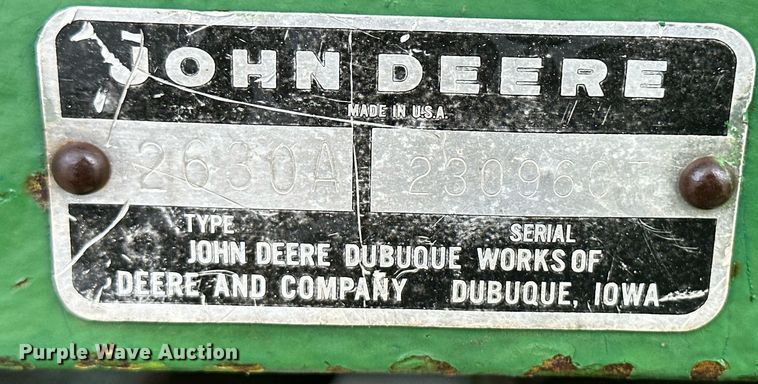 JOHN DEERE
MADE IN U.S.A.
2630A 230960T
TYPE SERIAL
JOHN DEERE DUBUQUE WORKS OF
DEERE AND COMPANY DUBUQUE, IOWA
Purple Wave Auction